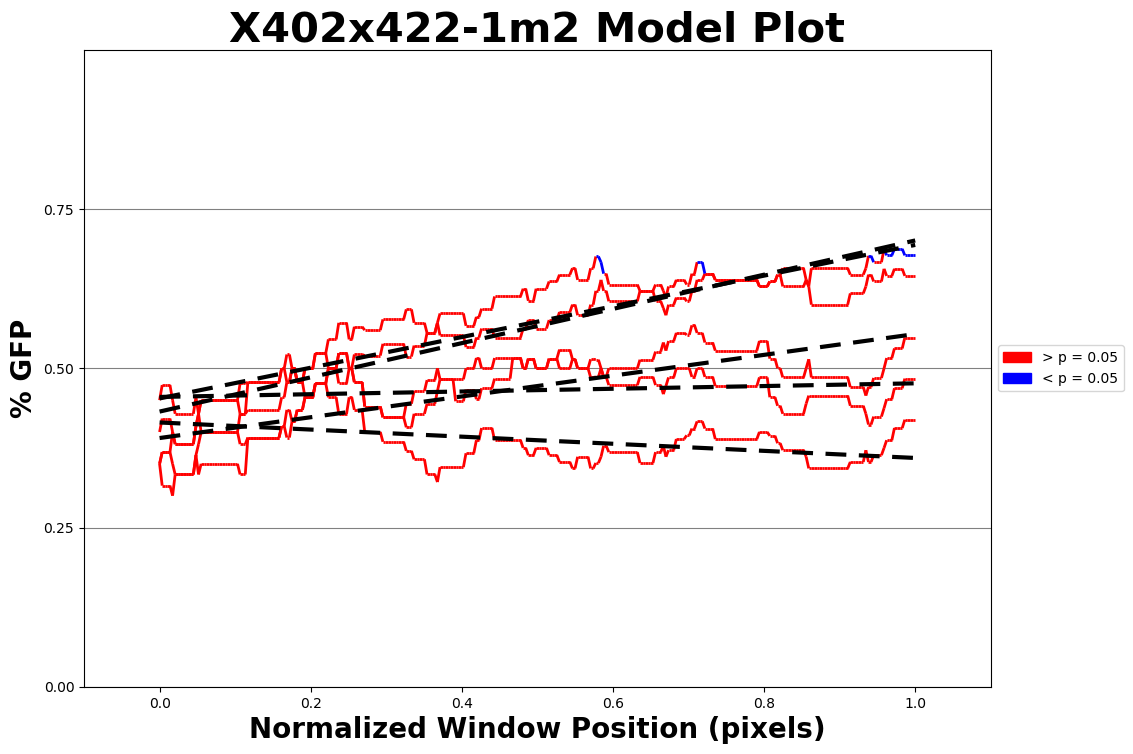 X402x422-1m2 Model Plot
% GFP
0.75
0.50
0.25
0.00
0.0 0.2 0.4 0.6 0.8 1.0
Normalized Window Position (pixels)
> p = 0.05
< p = 0.05